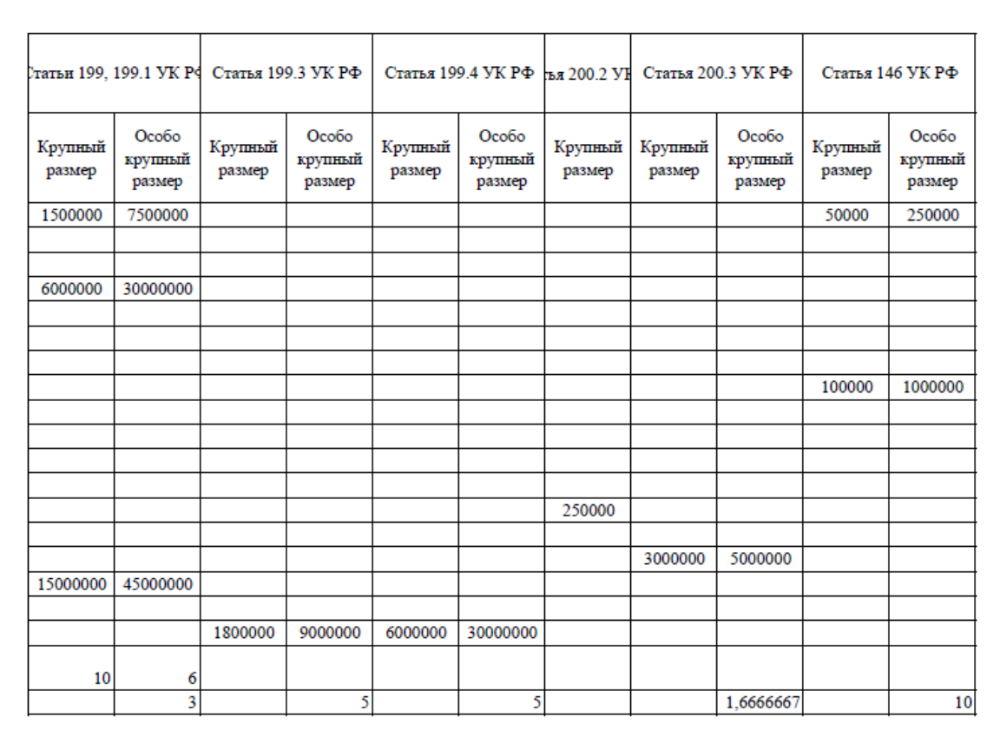 Статьи 199, 199.1 УК РФ Статья 199.3 УК РФ Статья 199.4 УК РФ тья 200.2 УК Статья 200.3 УК РФ Статья 146 УК РФ
Крупный размер Особо крупный размер Крупный размер Особо крупный размер Крупный размер Особо крупный размер Крупный размер Крупный размер Особо крупный размер Крупный размер Особо крупный размер
1500000 7500000 50000 250000
6000000 30000000
100000 1000000
250000
3000000 5000000
15000000 45000000
1800000 9000000 6000000 30000000
10 6
3 5 5 1,6666667 10